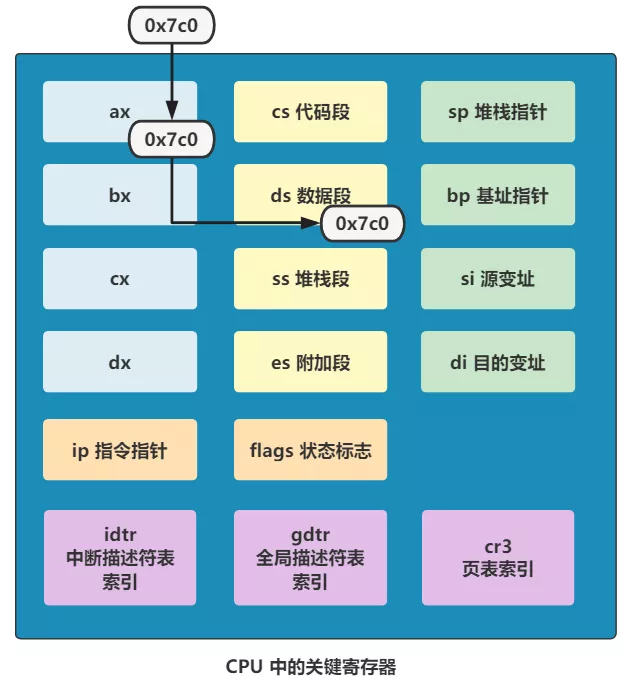 0x7c0
ax
cs 代码段
sp 堆栈指针
0x7c0
bx
ds 数据段
bp 基址指针
0x7c0
cx
ss 堆栈段
si 源变址
dx
es 附加段
di 目的变址
ip 指令指针
flags 状态标志
idtr
中断描述符表
索引
gdtr
全局描述符表
索引
cr3
页表索引
CPU 中的关键寄存器